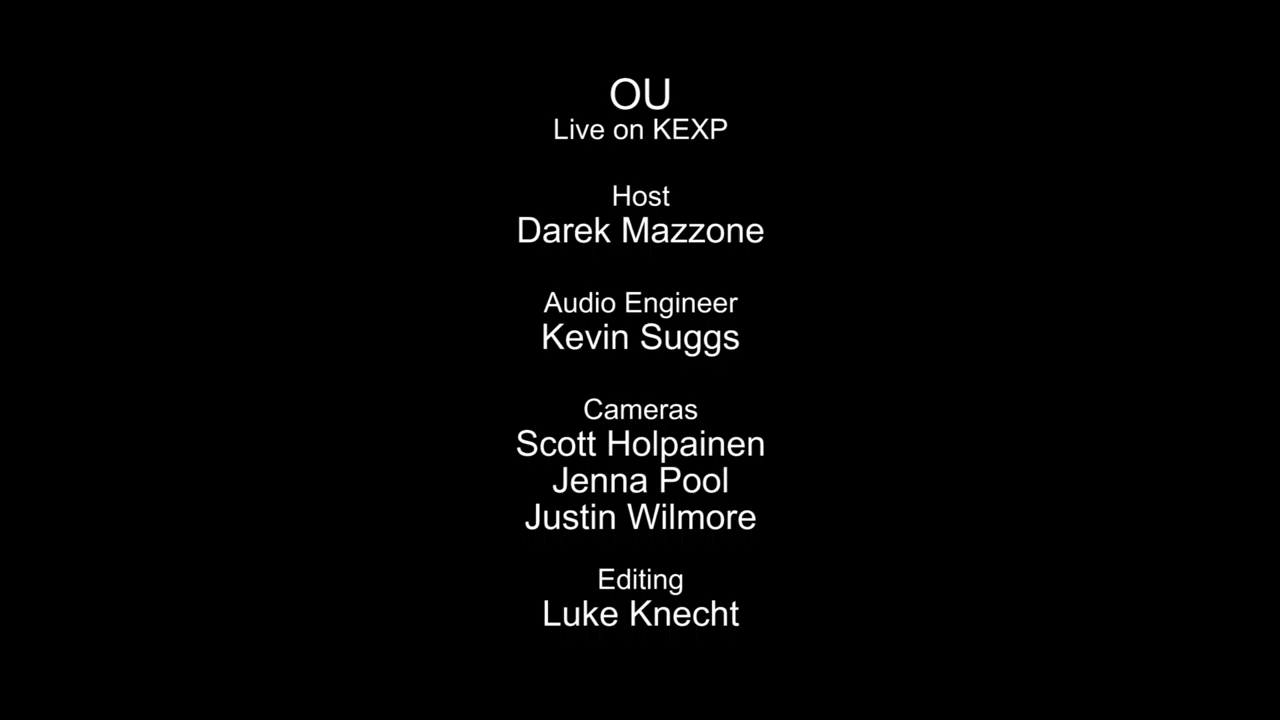 OU
Live on KEXP
Host
Darek Mazzone
Audio Engineer
Kevin Suggs
Cameras
Scott Holpainen
Jenna Pool
Justin Wilmore
Editing
Luke Knecht